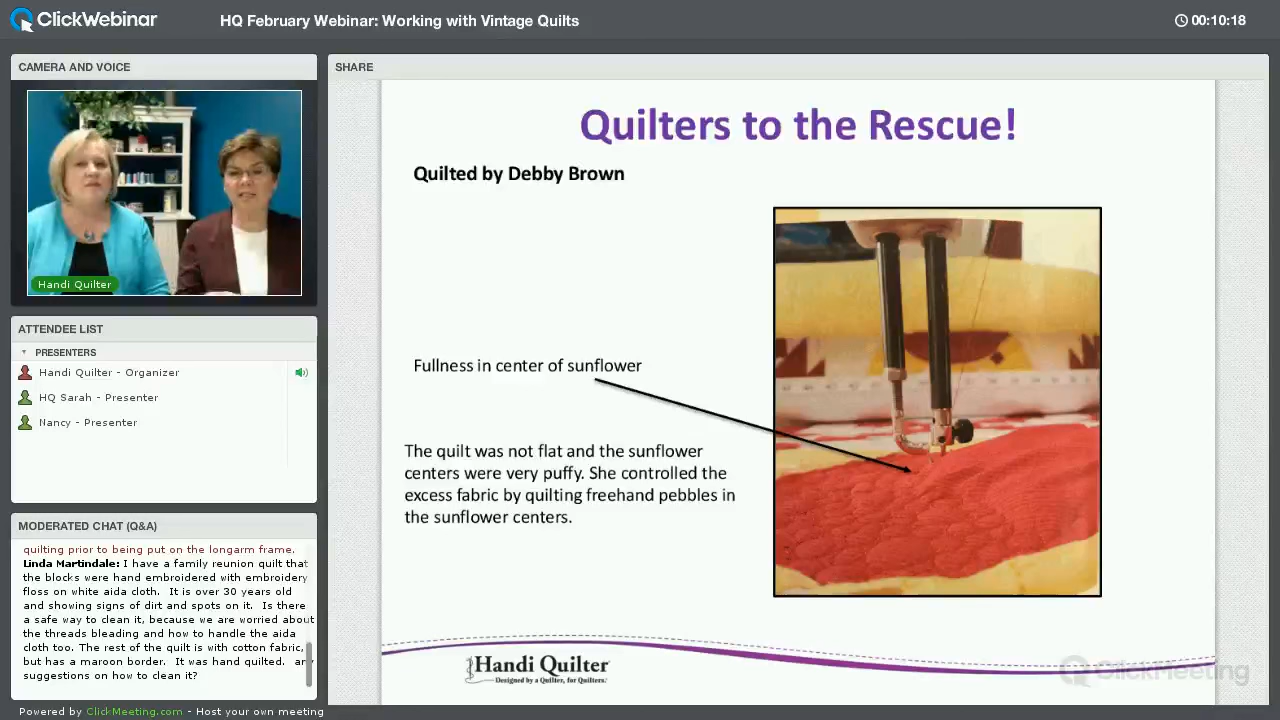 ClickWebinar
HQ February Webinar: Working with Vintage Quilts
00:10:18
CAMERA AND VOICE
Handi Quilter
ATTENDEE LIST
PRESENTERS
Handi Quilter - Organizer
HQ Sarah - Presenter
Nancy - Presenter
MODERATED CHAT (Q&A)
quilting prior to being put on the longarm frame.
Linda Martindale: I have a family reunion quilt that
the blocks were hand embroidered with embroidery
floss on white aida cloth. It is over 30 years old
and showing signs of dirt and spots on it. Is there
a safe way to clean it, because we are worried about
the threads bleading and how to handle the aida
The rest of the quilt is with cotton fabric,
but has a maroon It was hand quilted.
suggestions on how to clean it?
Powered by ClickMeeting.com - Host your own meeting
SHARE
Quilters to the Rescue!
Quilted by Debby Brown
Fullness in center of sunflower
The quilt was not flat and the sunflower
centers were very puffy. She controlled the
excess fabric by quilting freehand pebbles in
the sunflower centers.
Handi Quilter
Designed by a Quilter, for Quilters.
ClickMeeting